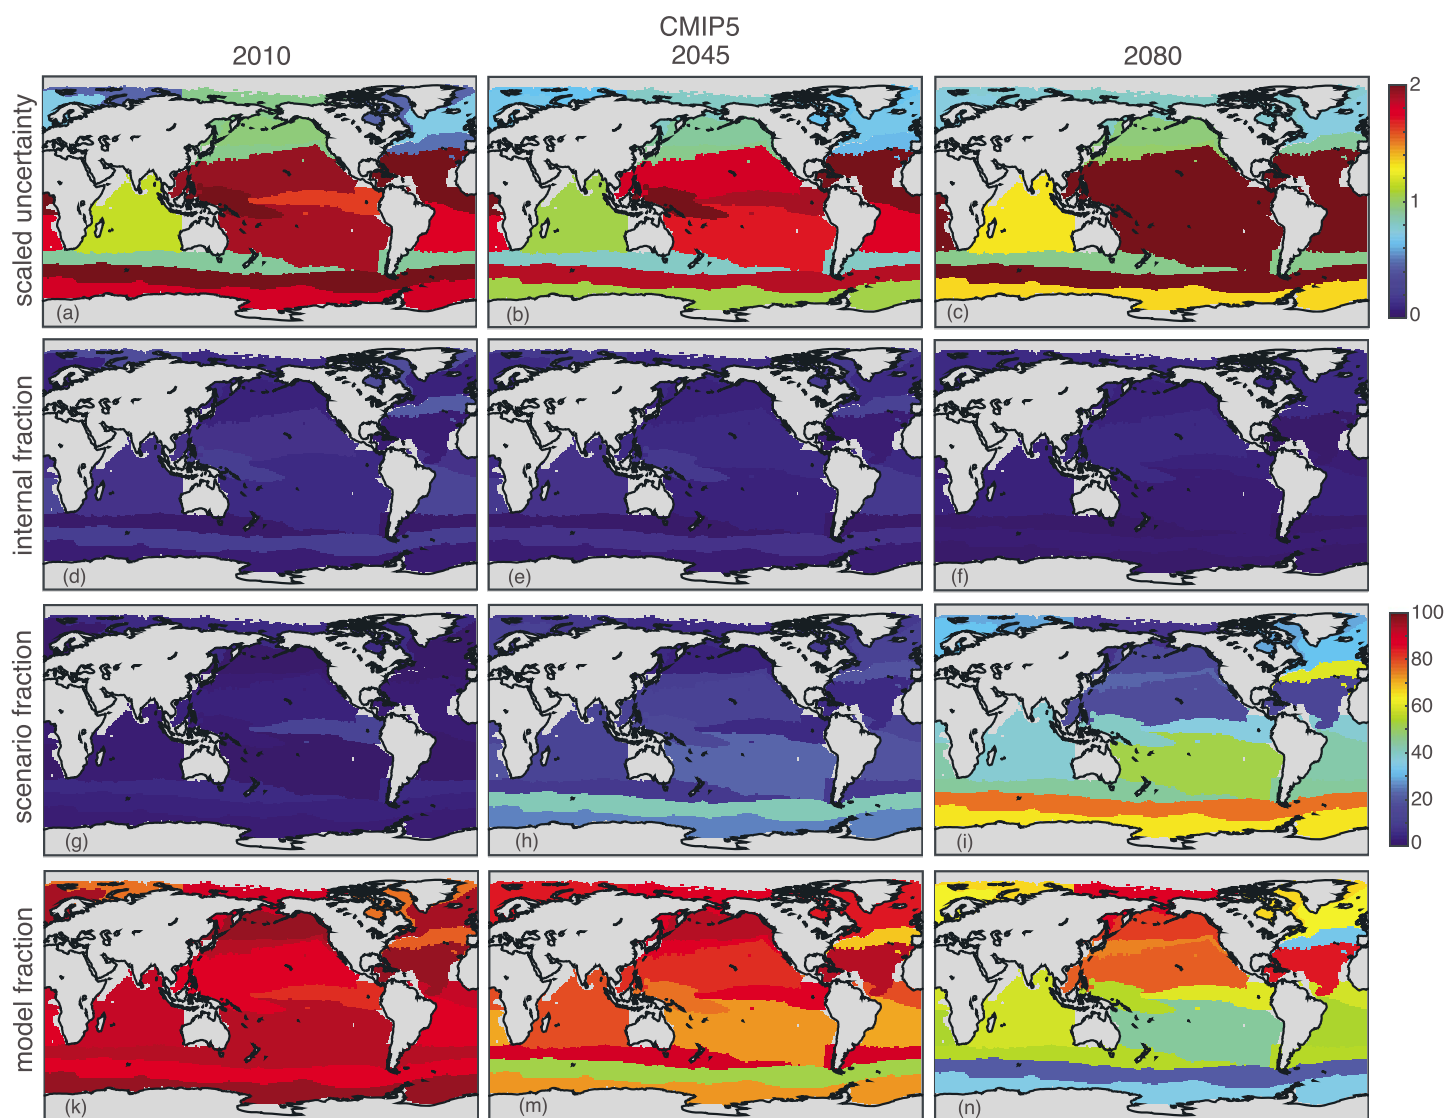 CMIP5
2010 2045 2080
scaled uncertainty
(a) (b) (c)
2
1
0
internal fraction
(d) (e) (f)
scenario fraction
(g) (h) (i)
100
80
60
40
20
0
model fraction
(k) (m) (n)